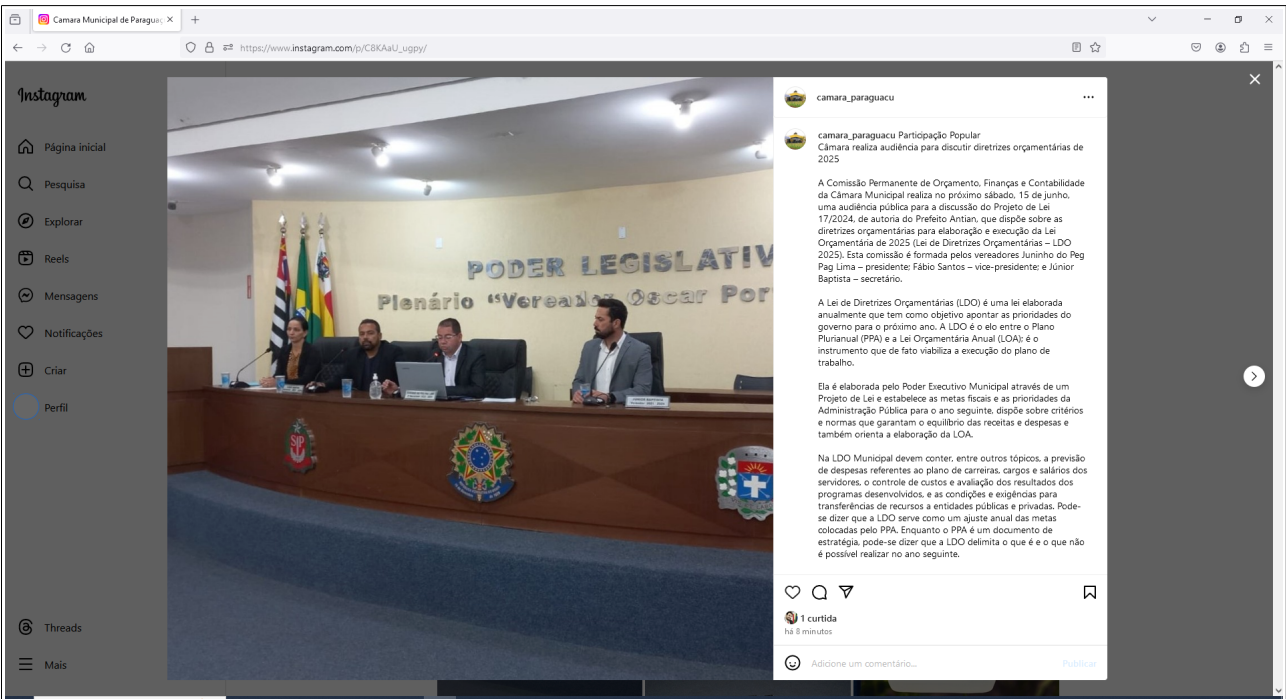 Camara Municipal de Paraguaç
https://www.instagram.com/p/C8KAaU_ugpy/
Instagram
Página inicial
Pesquisa
Explorar
Reels
Mensagens
Notificações
Criar
Perfil
Threads
Mais
PODER LEGISLATIV
Plenário "Vereador Oscar Por
SP
camara_paraguacu
camara_paraguacu Participação Popular
Câmara realiza audiência para discutir diretrizes orçamentárias de
2025
A Comissão Permanente de Orçamento, Finanças e Contabilidade
da Câmara Municipal realiza no próximo sábado, 15 de junho,
uma audiência pública para a discussão do Projeto de Lei
17/2024, de autoria do Prefeito Antian, que dispõe sobre as
diretrizes orçamentárias para elaboração e execução da Lei
Orçamentária de 2025 (Lei de Diretrizes Orçamentárias – LDO
2025). Esta comissão é formada pelos vereadores Juninho do Peg
Pag Lima – presidente; Fábio Santos – vice-presidente; e Júnior
Baptista – secretário.
A Lei de Diretrizes Orçamentárias (LDO) é uma lei elaborada
anualmente que tem como objetivo apontar as prioridades do
governo para o próximo ano. A LDO é o elo entre o Plano
Plurianual (PPA) e a Lei Orçamentária Anual (LOA); é o
instrumento que de fato viabiliza a execução do plano de
trabalho.
Ela é elaborada pelo Poder Executivo Municipal através de um
Projeto de Lei e estabelece as metas fiscais e as prioridades da
Administração Pública para o ano seguinte, dispõe sobre critérios
e normas que garantam o equilíbrio das receitas e despesas e
também orienta a elaboração da LOA.
Na LDO Municipal devem conter, entre outros tópicos, a previsão
de despesas referentes ao plano de carreiras, cargos e salários dos
servidores, o controle de custos e avaliação dos resultados dos
programas desenvolvidos, e as condições e exigências para
transferências de recursos a entidades públicas e privadas. Pode-
se dizer que a LDO serve como um ajuste anual das metas
colocadas pelo PPA. Enquanto o PPA é um documento de
estratégia, pode-se dizer que a LDO delimita o que é e o que não
é possível realizar no ano seguinte.
1 curtida
há 8 minutos
Adicione um comentário...
Publicar